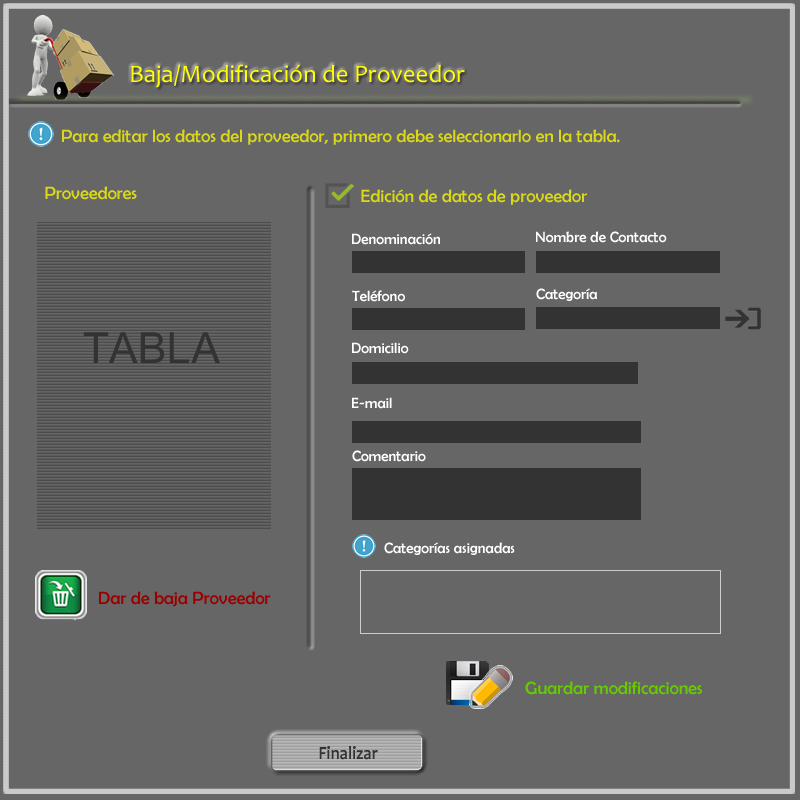 Baja/Modificación de Proveedor
Para editar los datos del proveedor, primero debe seleccionarlo en la tabla.
Proveedores
TABLA
Dar de baja Proveedor
Edición de datos de proveedor
Denominación
Nombre de Contacto
Teléfono
Categoría
Domicilio
E-mail
Comentario
Categorías asignadas
Guardar modificaciones
Finalizar